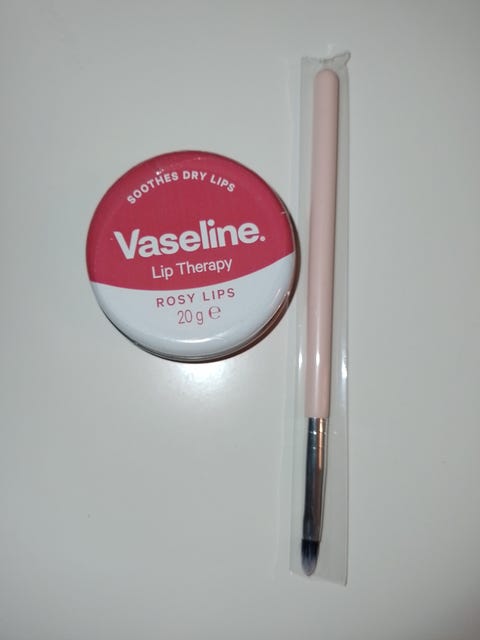 SOOTHES DRY LIPS
Vaseline.
Lip Therapy
ROSY LIPS
20 g ℮